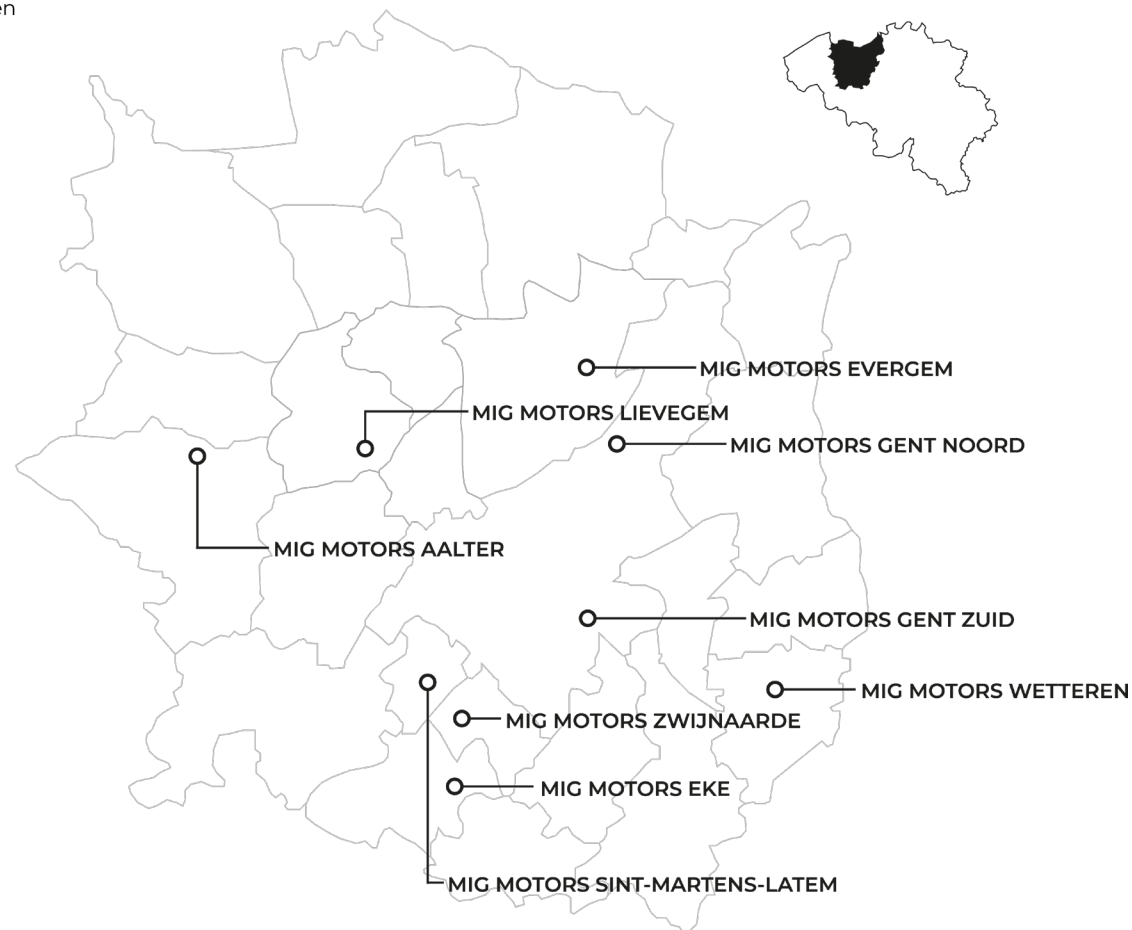 en
MIG MOTORS EVERGEM
MIG MOTORS LIEVEGEM
MIG MOTORS GENT NOORD
MIG MOTORS AALTER
MIG MOTORS GENT ZUID
MIG MOTORS WETTEREN
MIG MOTORS ZWIJNAARDE
MIG MOTORS EKE
MIG MOTORS SINT-MARTENS-LATEM